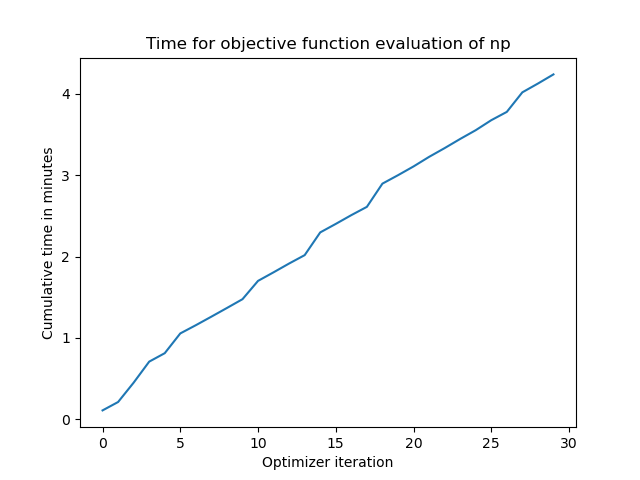 Time for objective function evaluation of np
Cumulative time in minutes
4
3
2
1
0
0 5 10 15 20 25 30
Optimizer iteration